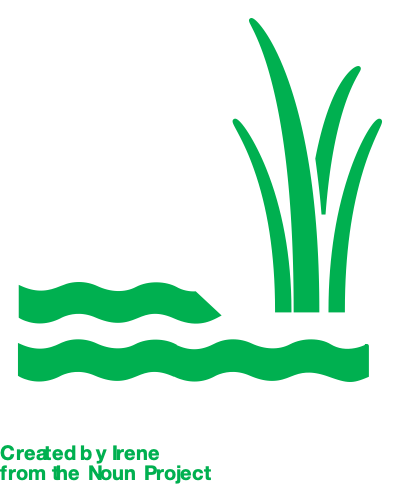 Created by Irene
from the Noun Project